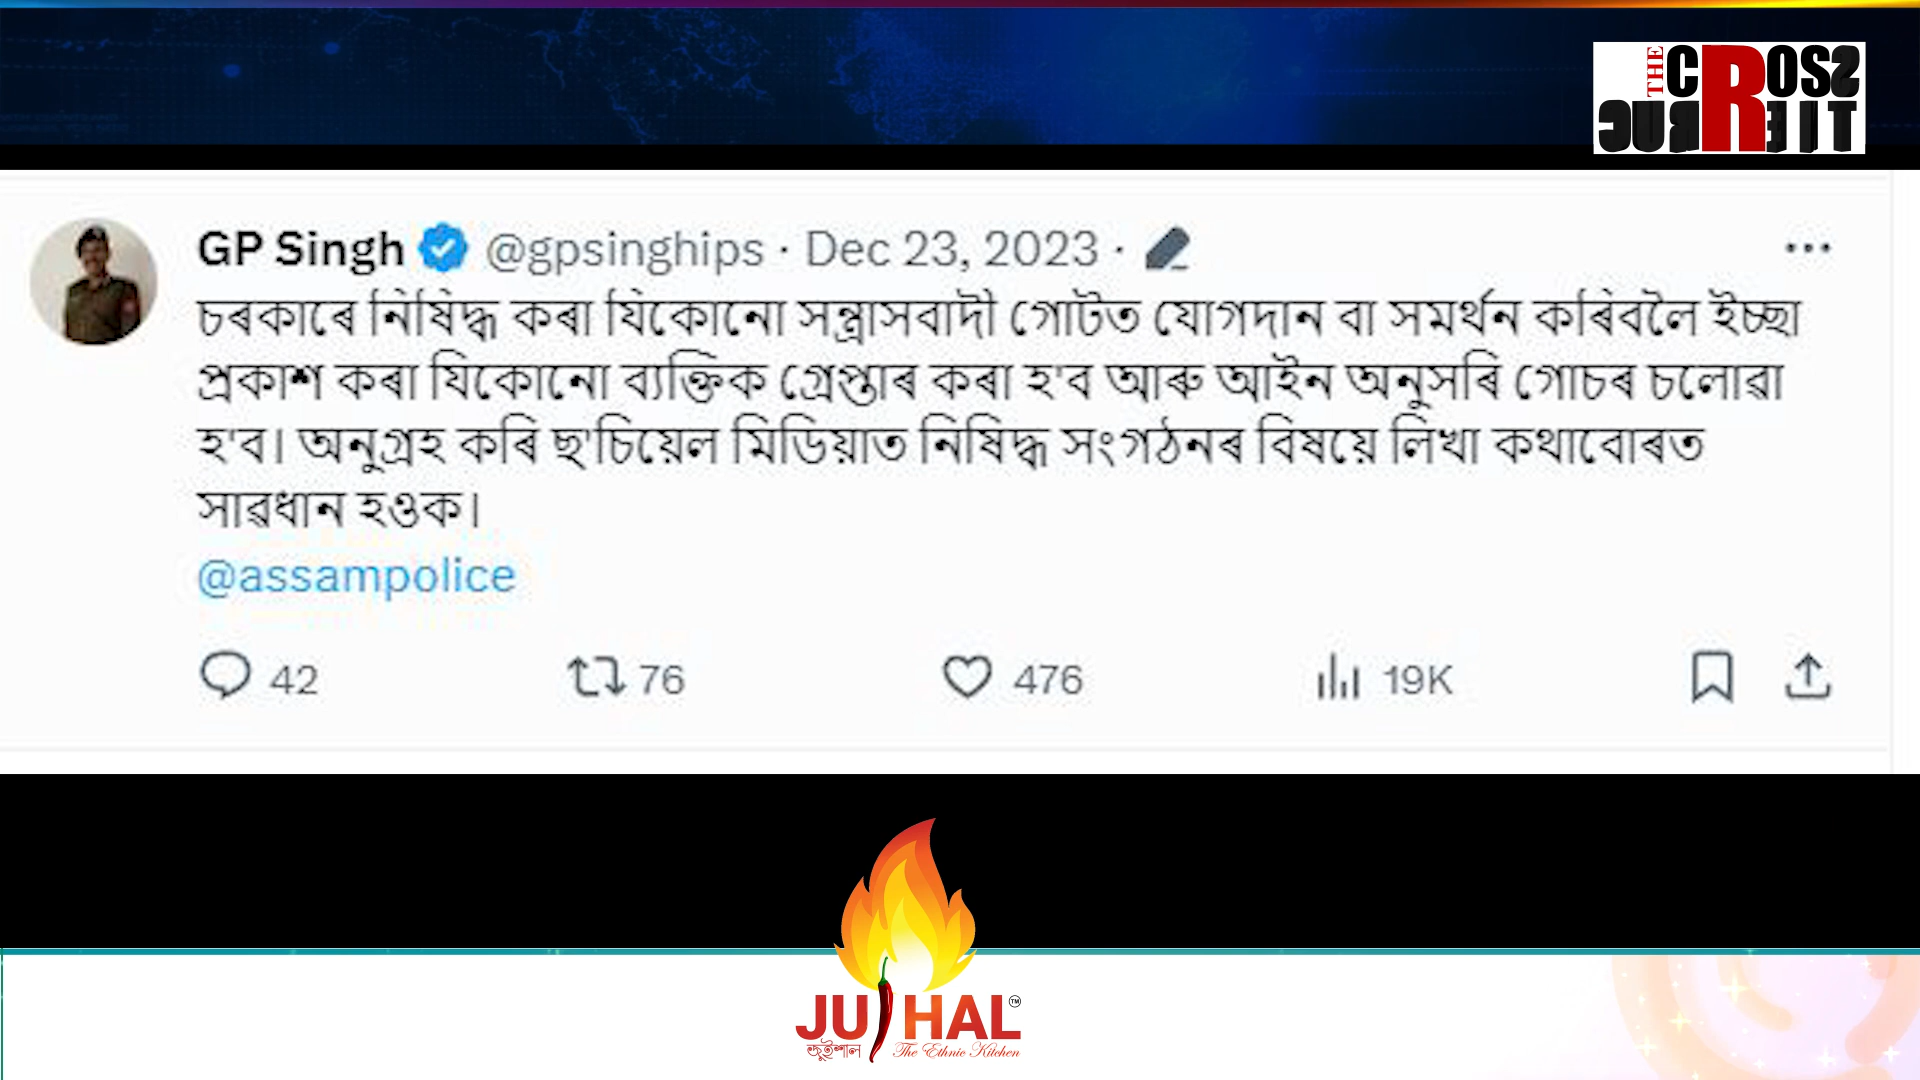 THE CROSS
CURRENT
GP Singh @gpsinghips · Dec 23, 2023 ·
চৰকাৰে নিষিদ্ধ কৰা যিকোনো সন্ত্ৰাসবাদী গোটত যোগদান বা সমৰ্থন কৰিবলৈ ইচ্ছা
প্ৰকাশ কৰা যিকোনো ব্যক্তিক গ্ৰেপ্তাৰ কৰা হ'ব আৰু আইন অনুসৰি গোচৰ চলোৱা
হ'ব। অনুগ্ৰহ কৰি ছ'চিয়েল মিডিয়াত নিষিদ্ধ সংগঠনৰ বিষয়ে লিখা কথাবোৰত
সাৱধান হওক।
@assampolice
42 76 476 19K
JUIHAL™
জুইশাল The Ethnic Kitchen